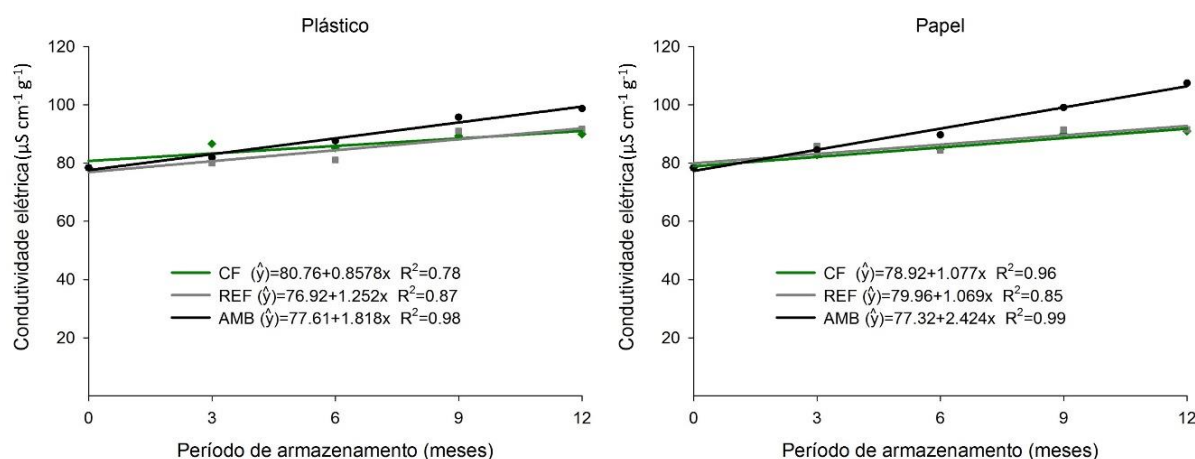 Plástico
120
100
80
60
40
20
Condutividade elétrica (µS cm⁻¹ g⁻¹)
CF (ŷ)=80.76+0.8578x R²=0.78
REF (ŷ)=76.92+1.252x R²=0.87
AMB (ŷ)=77.61+1.818x R²=0.98
0 3 6 9 12
Período de armazenamento (meses)
Papel
120
100
80
60
40
20
Condutividade elétrica (µS cm⁻¹ g⁻¹)
CF (ŷ)=78.92+1.077x R²=0.96
REF (ŷ)=79.96+1.069x R²=0.85
AMB (ŷ)=77.32+2.424x R²=0.99
0 3 6 9 12
Período de armazenamento (meses)